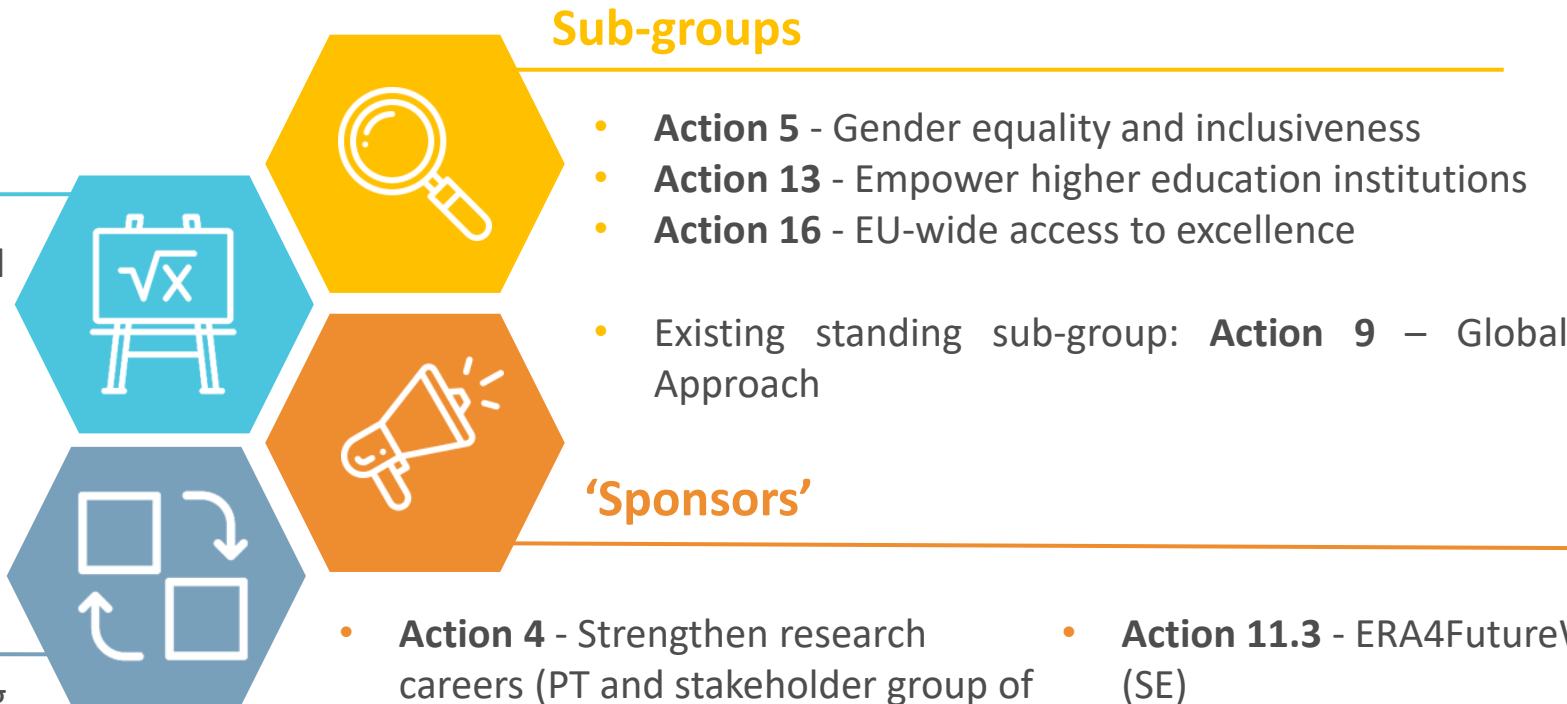 Sub-groups
• Action 5 - Gender equality and inclusiveness
• Action 13 - Empower higher education institutions
• Action 16 - EU-wide access to excellence
• Existing standing sub-group: Action 9 – Global
Approach
√x
‘Sponsors’
• Action 4 - Strengthen research
careers (PT and stakeholder group of
• Action 11.3 -
(SE)